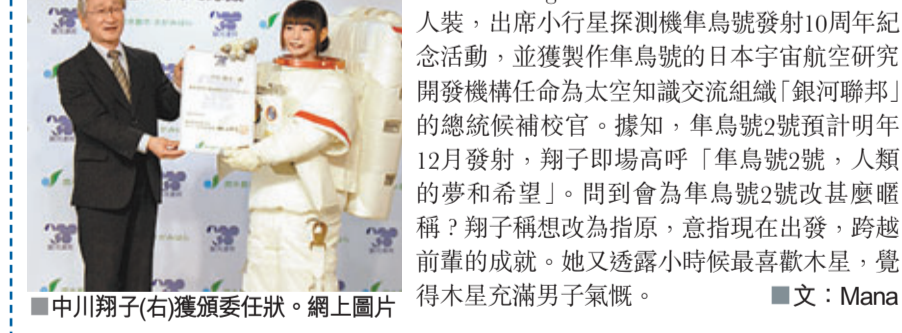 人裝，出席小行星探測機隼鳥號發射10周年紀
念活動，並獲製作隼鳥號的日本宇宙航空研究
開發機構任命為太空知識交流組織「銀河聯邦」
的總統候補校官。據知，隼鳥號2號預計明年
12月發射，翔子即場高呼「隼鳥號2號，人類
的夢和希望」。問到會為隼鳥號2號改甚麼暱
稱？翔子稱想改為指原，意指現在出發，跨越
前輩的成就。她又透露小時候最喜歡木星，覺
得木星充滿男子氣慨。
■文：Mana
■中川翔子(右)獲頒委任狀。網上圖片